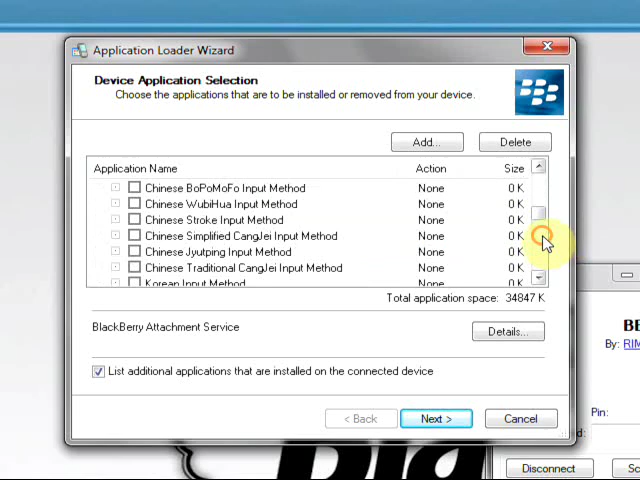 Application Loader Wizard
Device Application Selection
Choose the applications that are to be installed or removed from your device.
Add...
Delete
Application Name Action Size
Chinese BoPoMoFo Input Method None 0 K
Chinese WubiHua Input Method None 0 K
Chinese Stroke Input Method None 0 K
Chinese Simplified CangJei Input Method None 0 K
Chinese Jyutping Input Method None 0 K
Chinese Traditional CangJei Input Method None 0 K
Korean Input Method None 0 K
Total application space: 34847 K
BlackBerry Attachment Service
Details...
List additional applications that are installed on the connected device
< Back
Next >
Cancel
BE
By: RIM
Pin:
Disconnect
Sc